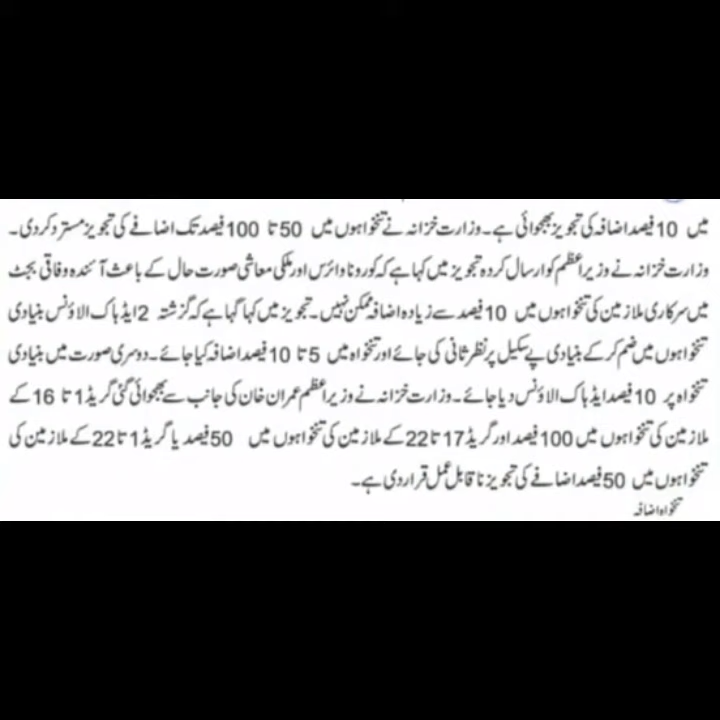 میں 10 فیصد اضافہ کی تجویز بھجوائی ہے۔ وزارت خزانہ نے تنخواہوں میں 50 تا 100 فیصد تک اضافے کی تجویز مسترد کردی۔
وزارت خزانہ نے وزیراعظم کو ارسال کردہ تجویز میں کہا ہے کہ کورونا وائرس اور ملکی معاشی صورت حال کے باعث آئندہ وفاقی بجٹ
میں سرکاری ملازمین کی تنخواہوں میں 10 فیصد سے زیادہ اضافہ ممکن نہیں۔ تجویز میں کہا گیا ہے کہ گزشتہ 2 ایڈہاک الاؤنس بنیادی
تنخواہوں میں ضم کر کے بنیادی پے سکیل پر نظر ثانی کی جائے اور تنخواہ میں 5 تا 10 فیصد اضافہ کیا جائے۔ دوسری صورت میں بنیادی
تنخواہ پر 10 فیصد ایڈہاک الاؤنس دیا جائے۔ وزارت خزانہ نے وزیراعظم عمران خان کی جانب سے بھجوائی گئی گریڈ 1 تا 16 کے
ملازمین کی تنخواہوں میں 100 فیصد اور گریڈ 17 تا 22 کے ملازمین کی تنخواہوں میں 50 فیصد یا گریڈ 1 تا 22 کے ملازمین کی
تنخواہوں میں 50 فیصد اضافے کی تجویز ناقابل عمل قرار دی ہے۔
تنخواہ اضافہ